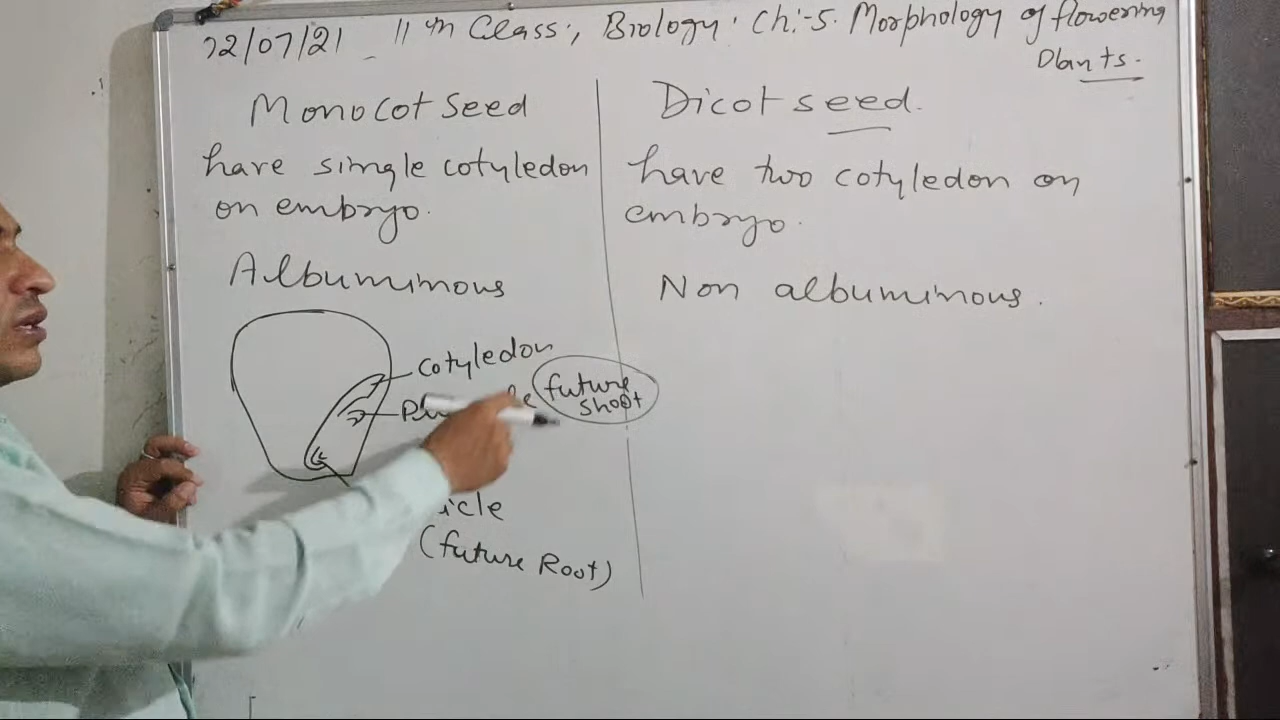 22/07/21 11th Class:, Biology: Ch:-5. Morphology of flowering
Plants.
Monocot Seed
have single cotyledon
on embryo.
Albuminous
Cotyledon
future
shoot
(future Root)
Dicot seed.
have two cotyledon on
embryo.
Non albuminous.